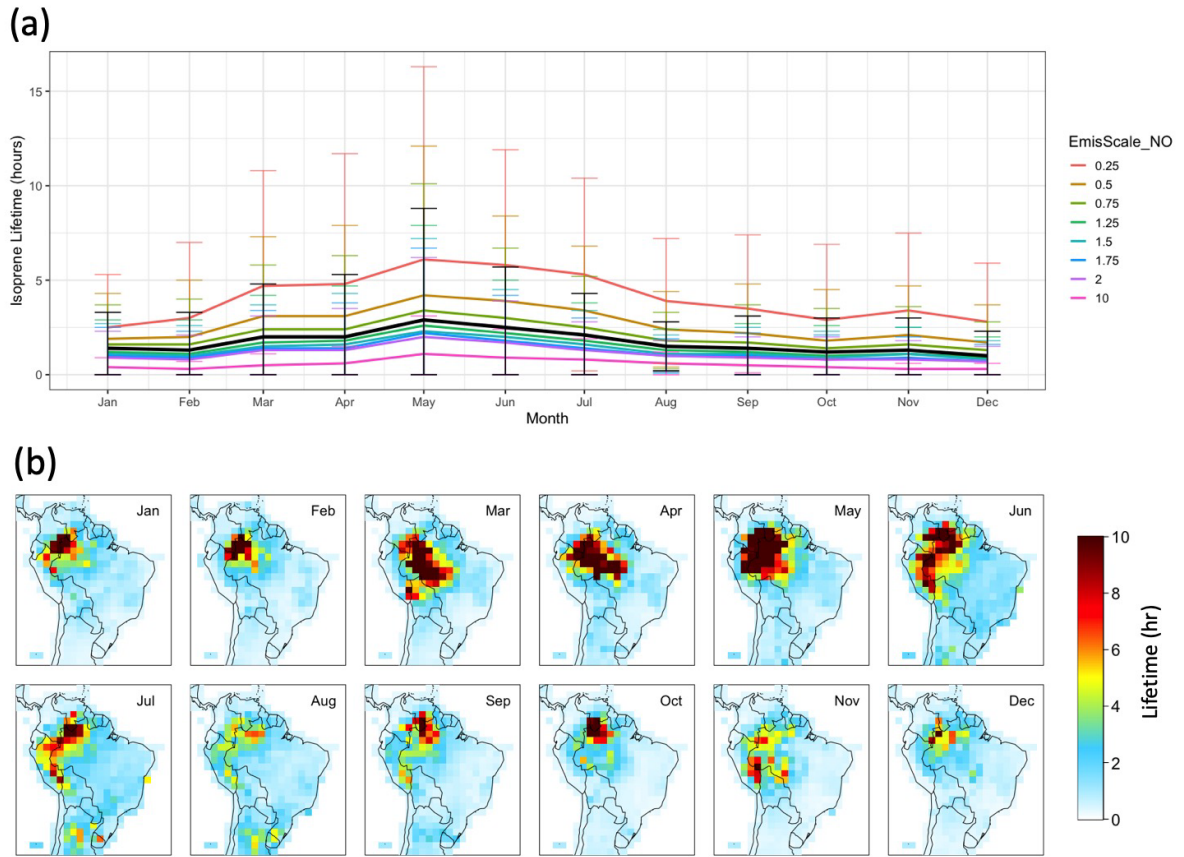 (a)
Isoprene Lifetime (hours)
15
10
5
0
Jan Feb Mar Apr May Jun Jul Aug Sep Oct Nov Dec
Month
EmisScale_NO
0.25
0.5
0.75
1.25
1.5
1.75
2
10
(b)
Jan Feb Mar Apr May Jun
Jul Aug Sep Oct Nov Dec
10
8
6
4
2
0
Lifetime (hr)